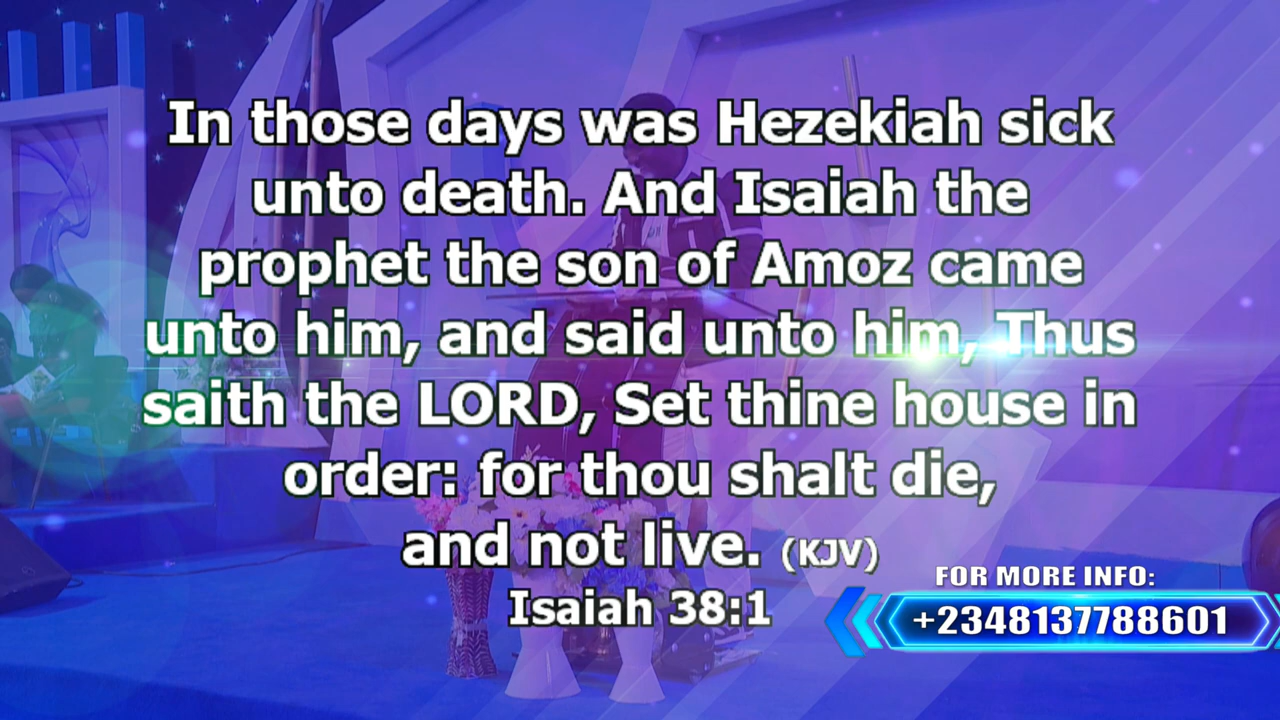 In those days was Hezekiah sick
unto death. And Isaiah the
prophet the son of Amoz came
unto him, and said unto him, Thus
saith the LORD, Set thine house in
order: for thou shalt die,
and not live. (KJV)
Isaiah 38:1
FOR MORE INFO:
+2348137788601